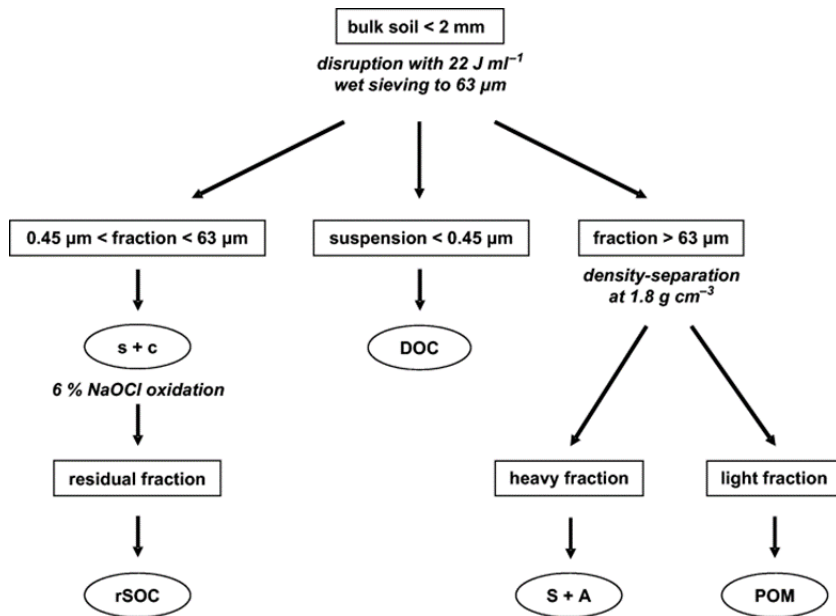 bulk soil < 2 mm
disruption with 22 J ml⁻¹
wet sieving to 63 µm
0.45 µm < fraction < 63 µm
suspension < 0.45 µm
fraction > 63 µm
density-separation
at 1.8 g cm⁻³
s + c
DOC
6 % NaOCl oxidation
residual fraction
heavy fraction
light fraction
rSOC
S + A
POM